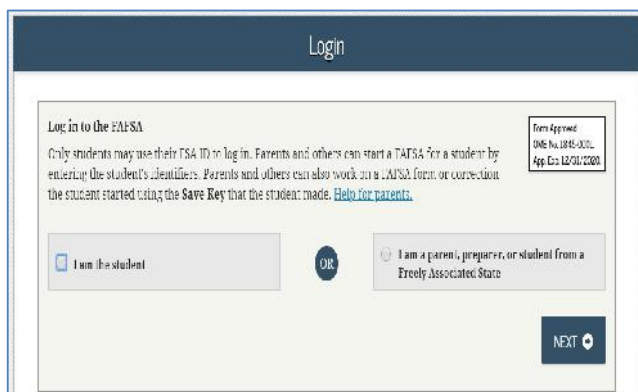 Login
Log in to the FAFSA
Form Approved
OMB No. 1845-0001
App. Exp. 12/31/2020
Only students may use their FSA ID to log in. Parents and others can start a FAFSA for a student by
entering the student's identifiers. Parents and others can also work on a FAFSA form or correction
the student started using the Save Key that the student made. Help for parents.
I am the student
OR
I am a parent, preparer, or student from a
Freely Associated State
NEXT